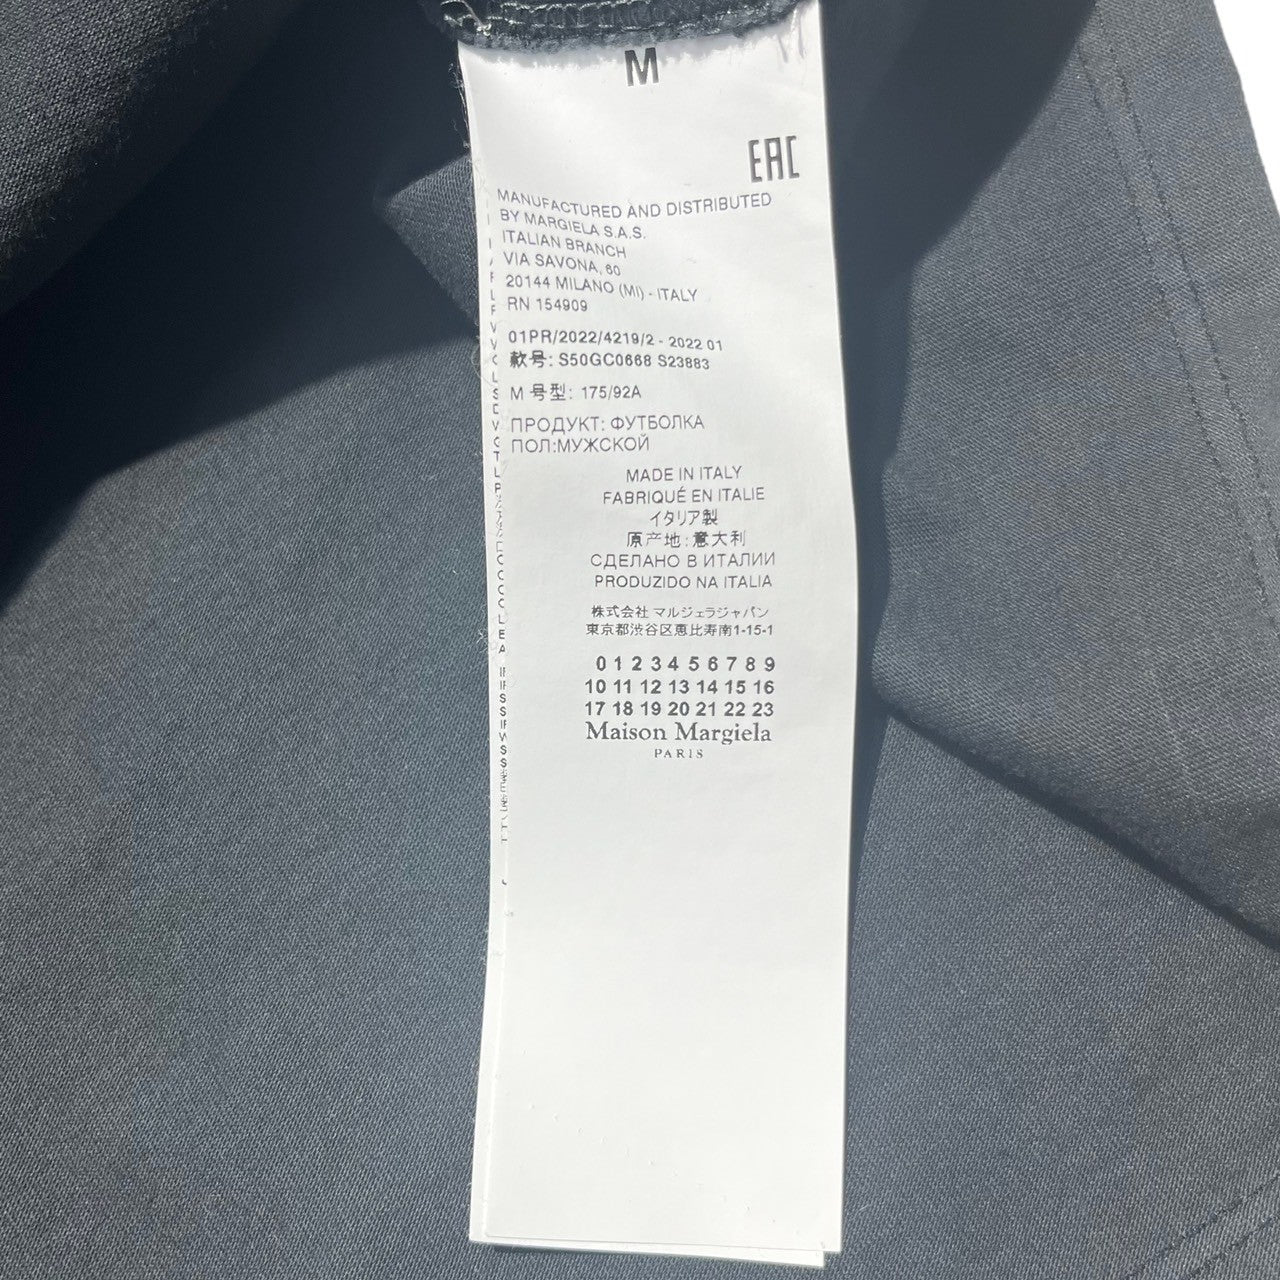 M
EAC
MANUFACTURED AND DISTRIBUTED
BY MARGIELA S.A.S.
ITALIAN BRANCH
VIA SAVONA, 60
20144 MILANO (MI) - ITALY
RN 154909
01PR/2022/4219/2 - 2022 01
款号: S50GC0668 S23883
M 号型: 175/92A
ПРОДУКТ: ФУТБОЛКА
ПОЛ:МУЖСКОЙ
MADE IN ITALY
FABRIQUÉ EN ITALIE
イタリア製
原产地: 意大利
СДЕЛАНО В ИТАЛИИ
PRODUZIDO NA ITALIA
株式会社 マルジェラジャパン
東京都渋谷区恵比寿南1-15-1
0 1 2 3 4 5 6 7 8 9
10 11 12 13 14 15 16
17 18 19 20 21 22 23
Maison Margiela
PARIS